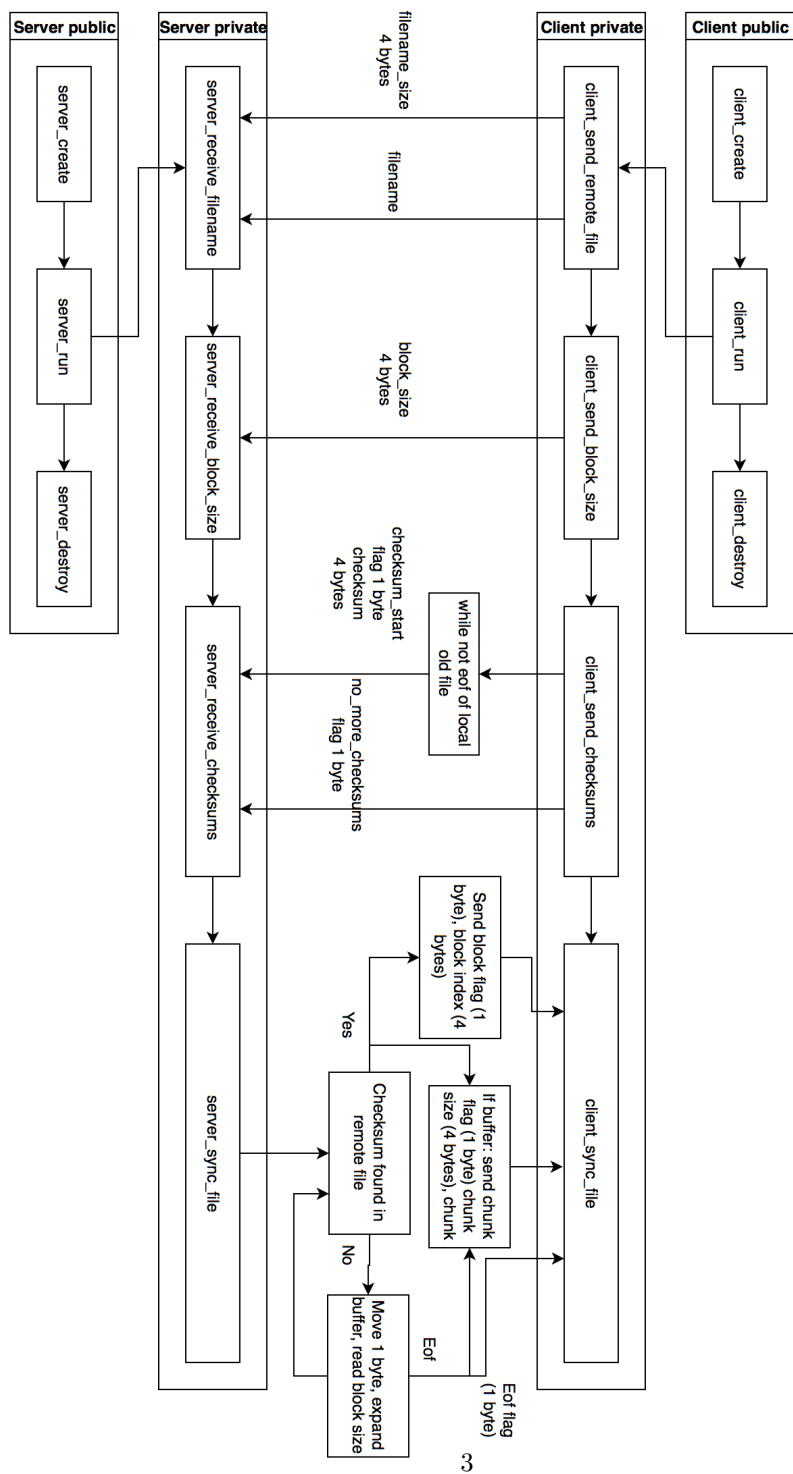 Server public
server_create
server_run
server_destroy
Server private
server_receive_filename
server_receive_block_size
server_receive_checksums
server_sync_file
filename_size
4 bytes
filename
block_size
4 bytes
checksum_start
flag 1 byte
checksum
4 bytes
no_more_checksums
flag 1 byte
while not eof of local
old file
Yes
Checksum found in
remote file
No
Move 1 byte, expand
buffer, read block size
Send block flag (1
byte), block index (4
bytes)
If buffer: send chunk
flag (1 byte) chunk
size (4 bytes), chunk
Eof
Eof flag
(1 byte)
Client private
client_send_remote_file
client_send_block_size
client_send_checksums
client_sync_file
Client public
client_create
client_run
client_destroy
3